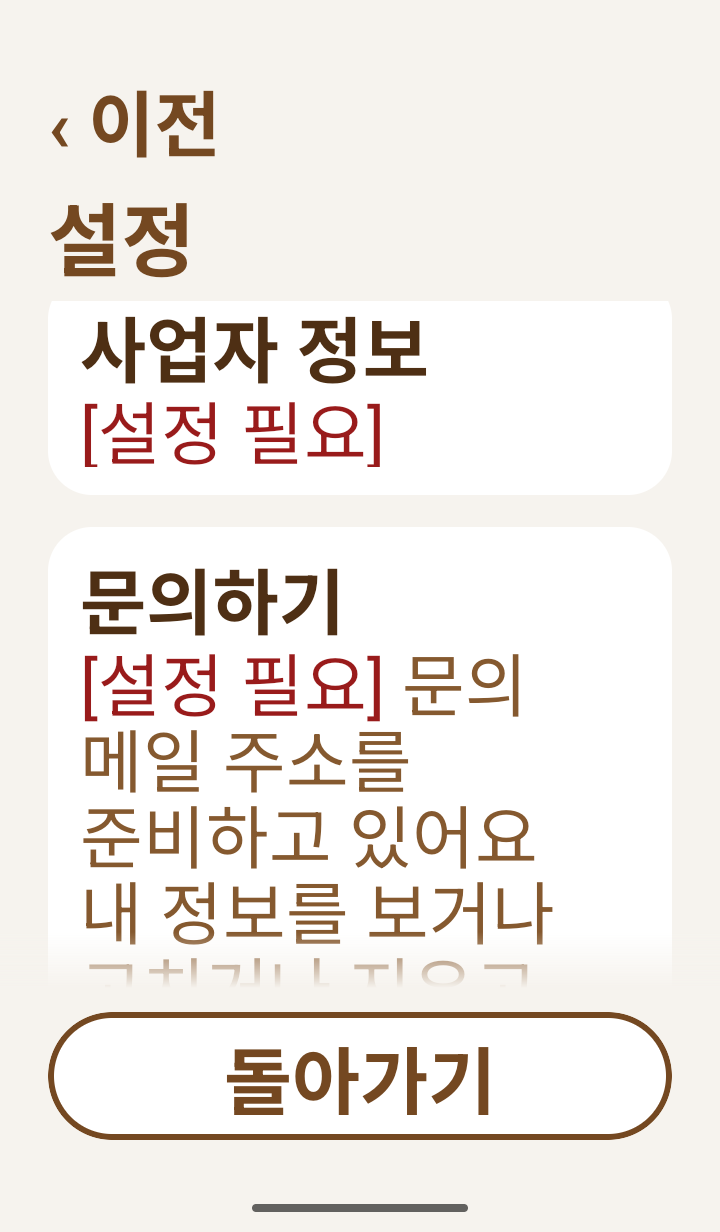 ‹ 이전
설정
사업자 정보
[설정 필요]
문의하기
[설정 필요] 문의
메일 주소를
준비하고 있어요
내 정보를 보거나
돌아가기